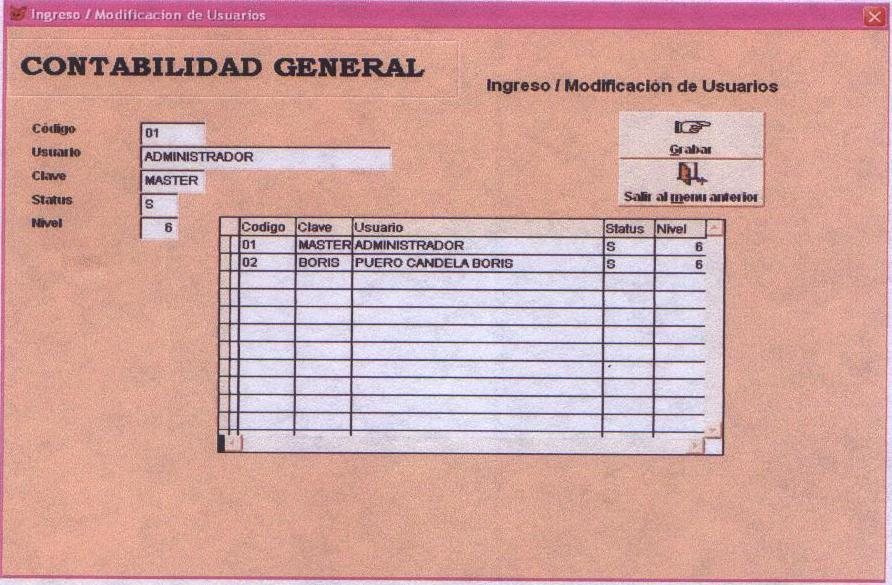 Ingreso / Modificacion de Usuarios
CONTABILIDAD GENERAL
Ingreso / Modificación de Usuarios
Código 01
Usuario ADMINISTRADOR
Clave MASTER
Status S
Nivel 6
Grabar
Salir al menu anterior
Codigo Clave Usuario Status Nivel
01 MASTER ADMINISTRADOR S 6
02 BORIS PUERO CANDELA BORIS S 6